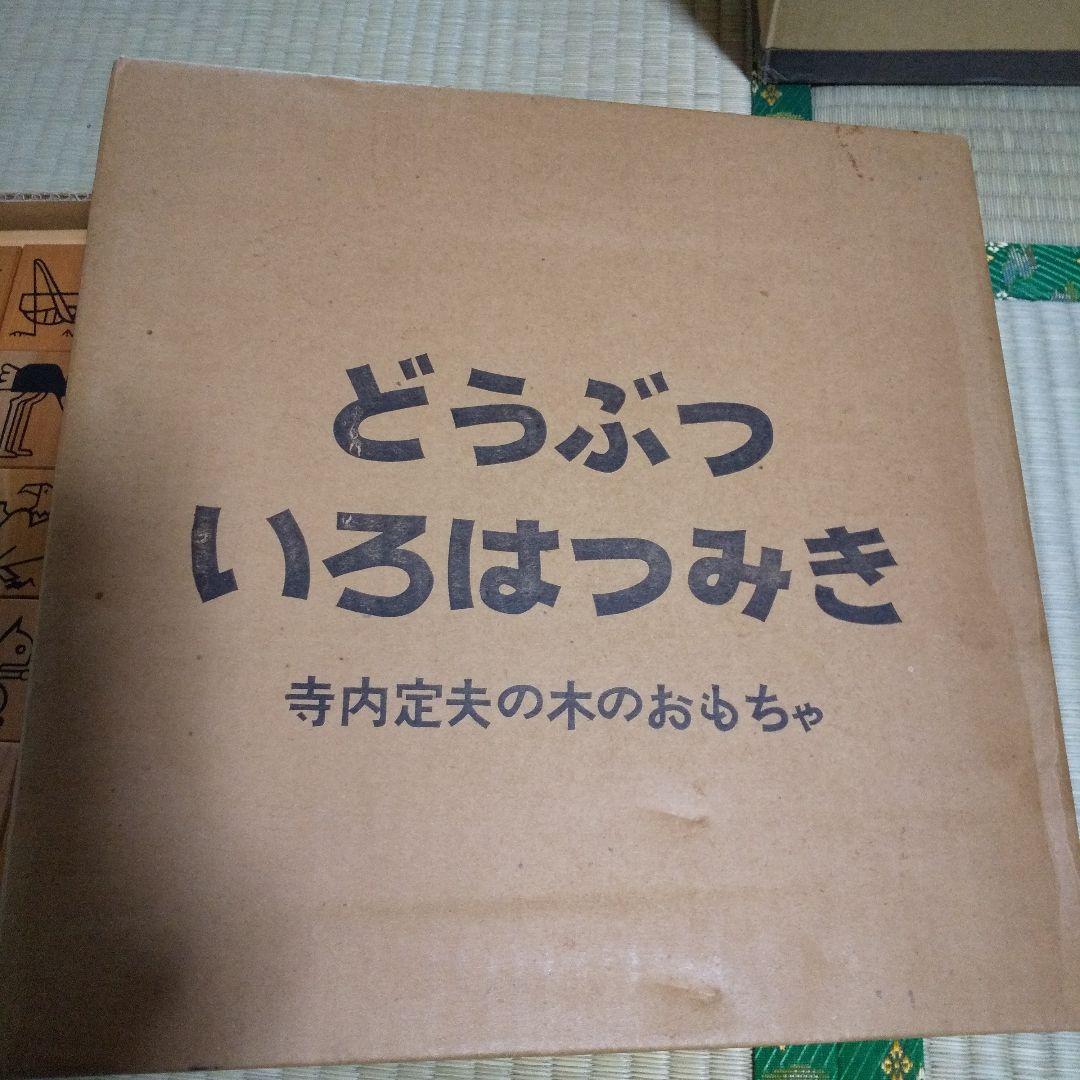 どうぶつ
いろはつみき
寺内定夫の木のおもちゃ